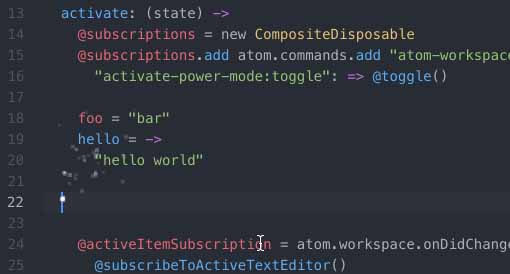 13 activate: (state) ->
14 @subscriptions = new CompositeDisposable
15 @subscriptions.add atom.commands.add "atom-workspace
16 "activate-power-mode:toggle": => @toggle()
17
18 foo = "bar"
19 hello = ->
20 "hello world"
21
22
23
24 @activeItemSubscription = atom.workspace.onDidChange
25 @subscribeToActiveTextEditor()